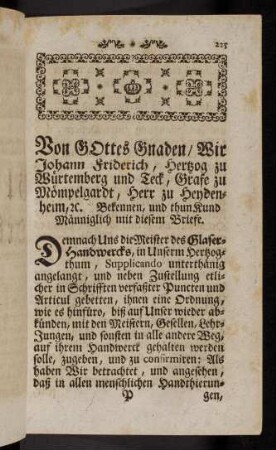 225
Von GOttes Gnaden/ Wir
Johann Friderich, Hertzog zu
Würtemberg und Teck, Grafe zu
Mömpelgardt, Herr zu Heyden-
heim, ꝛc. Bekennen, und thun Kund
Männiglich mit diesem Briefe.
Demnach Uns die Meister des Glaser-
Handwercks, in Unserm Hertzog-
thum, Supplicando unterthänig
angelangt, und neben Zustellung etli-
cher in Schrifften verfaßter Puncten und
Articul gebetten, ihnen eine Ordnung,
wie es hinfüro, biß auf Unser wieder ab-
künden, mit den Meistern, Gesellen, Lehr-
Jungen, und sonsten in alle andere Weg,
auf ihrem Handwerck gehalten werden
solle, zugeben, und zu confirmiren: Als
haben Wir betrachtet, und angesehen,
daß in allen menschlichen Handthierun-
P gen,